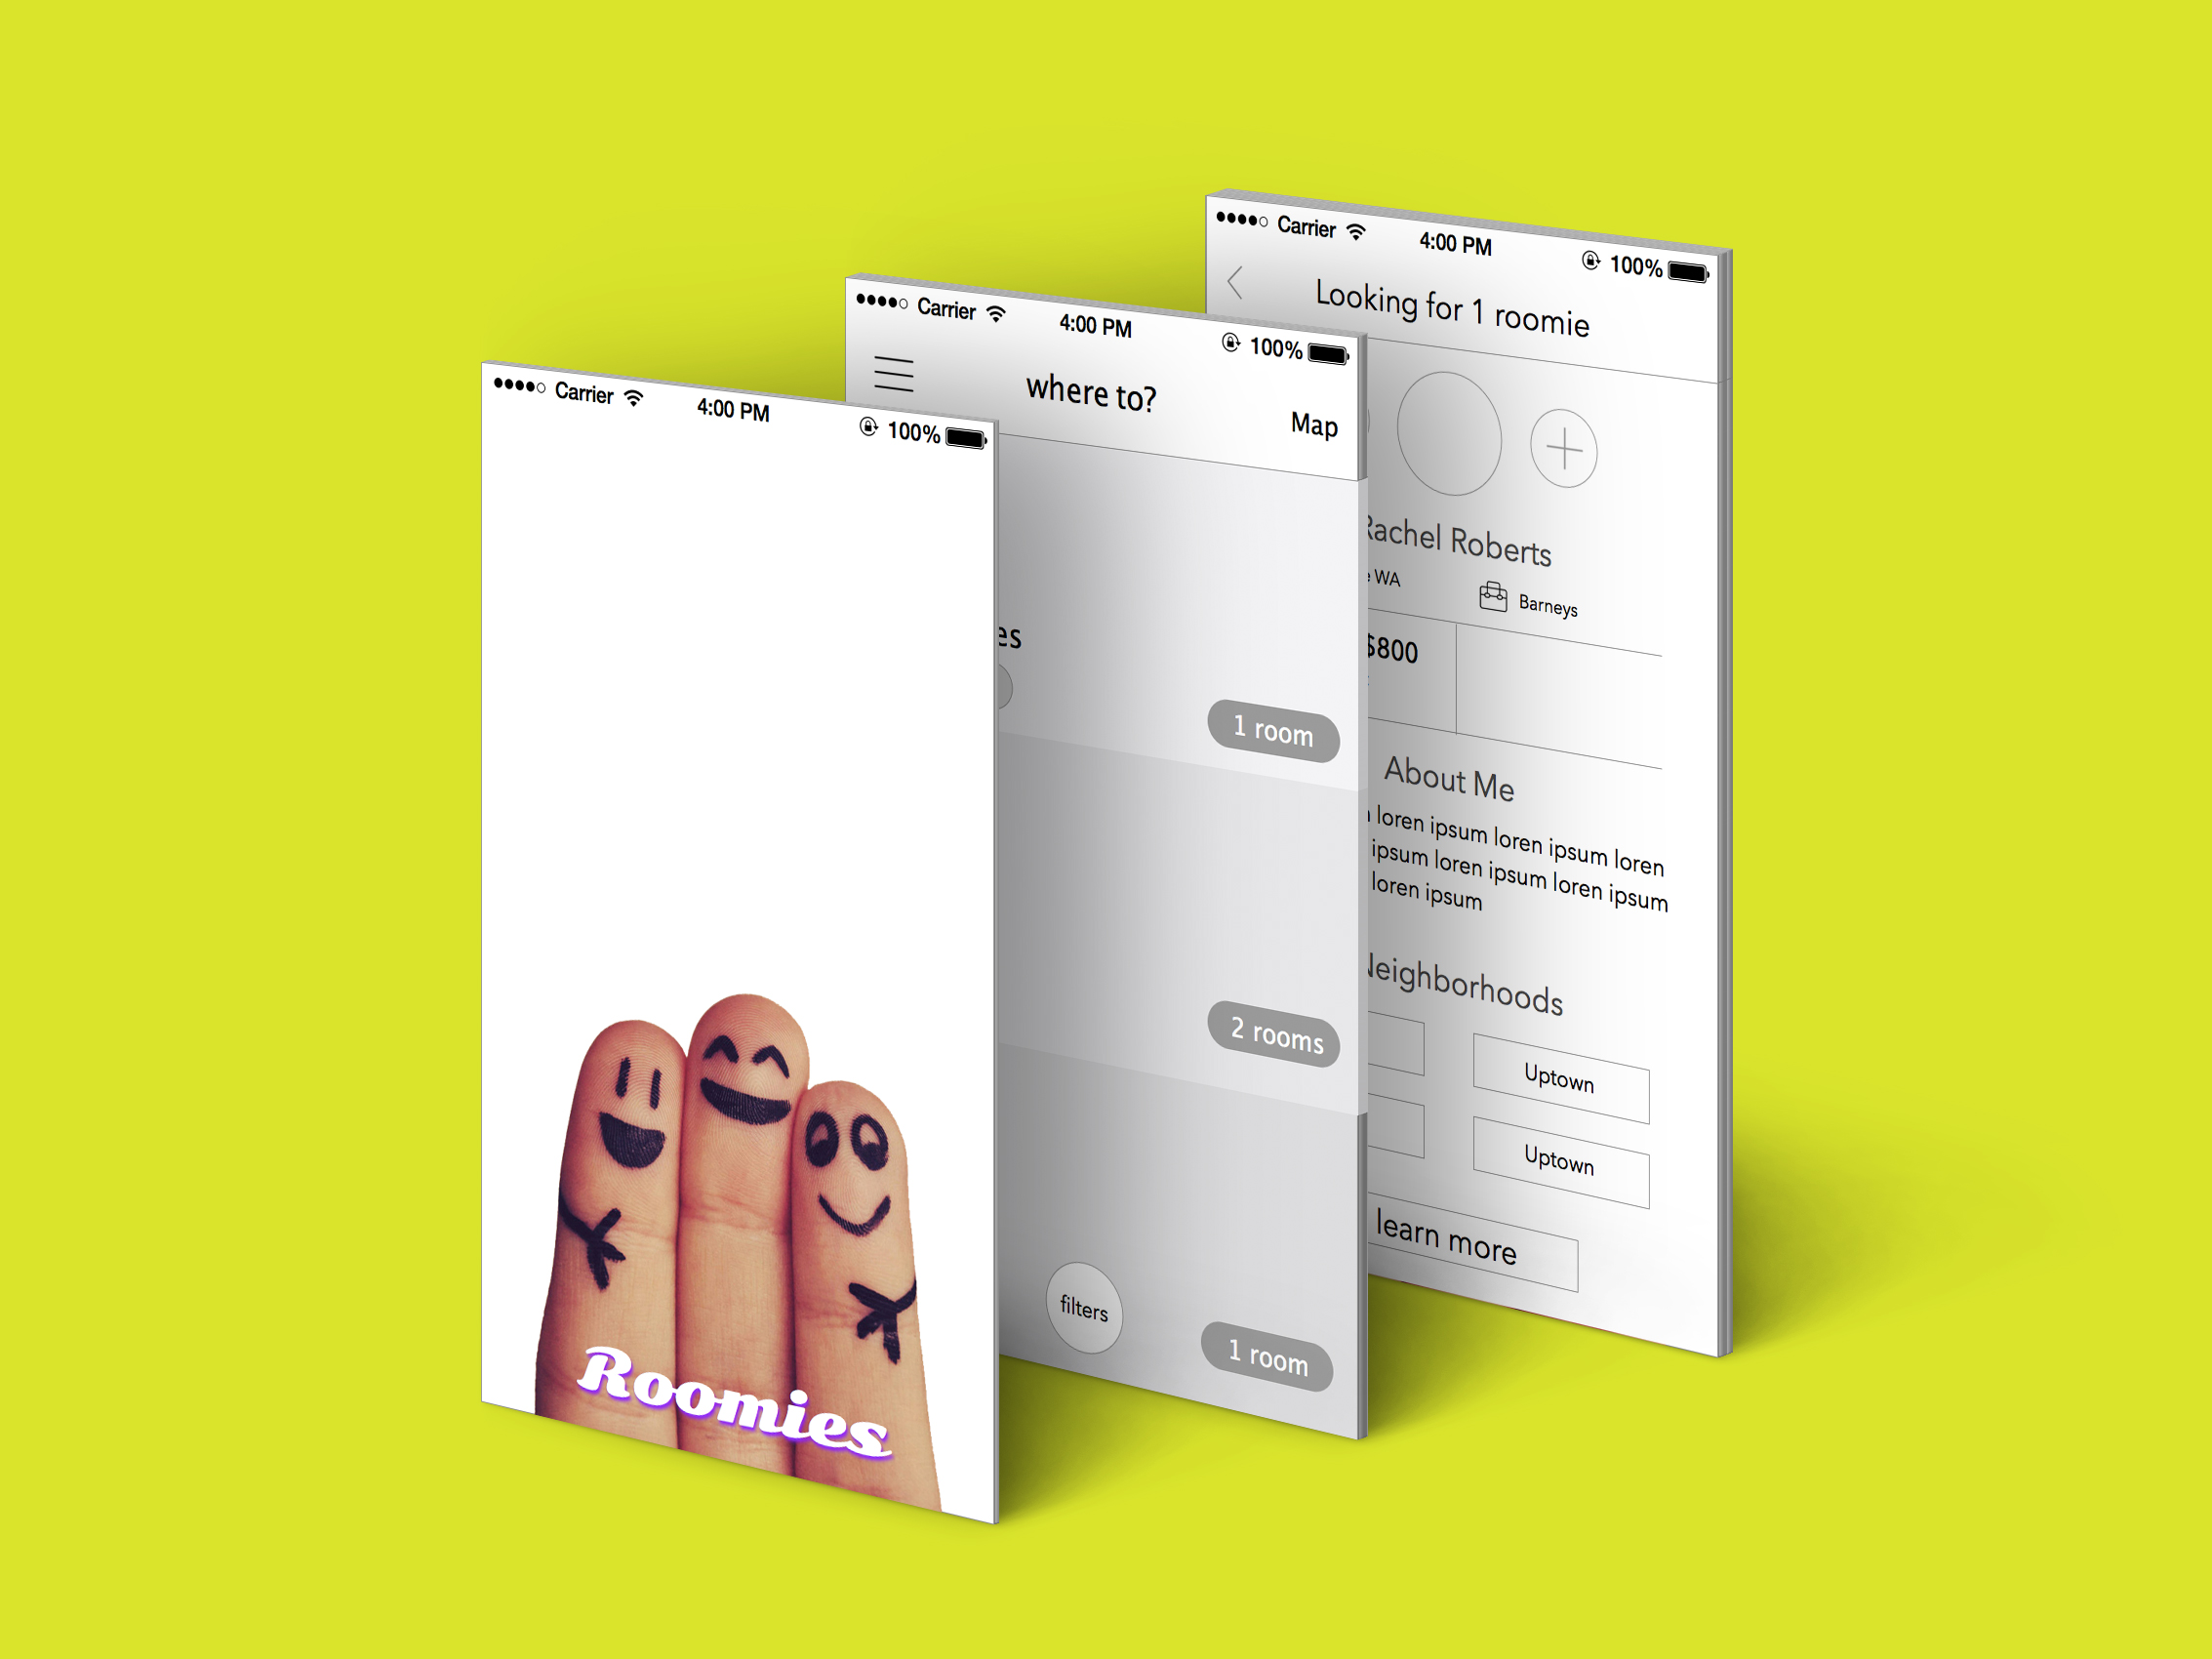 Carrier 4:00 PM 100%
Roomies
Carrier 4:00 PM 100%
where to?
Map
1 room
2 rooms
filters
1 room
Carrier 4:00 PM 100%
Looking for 1 roomie
Rachel Roberts
WA
Barneys
$800
About Me
loren ipsum loren ipsum loren
ipsum loren ipsum loren ipsum
loren ipsum
Neighborhoods
Uptown
Uptown
learn more